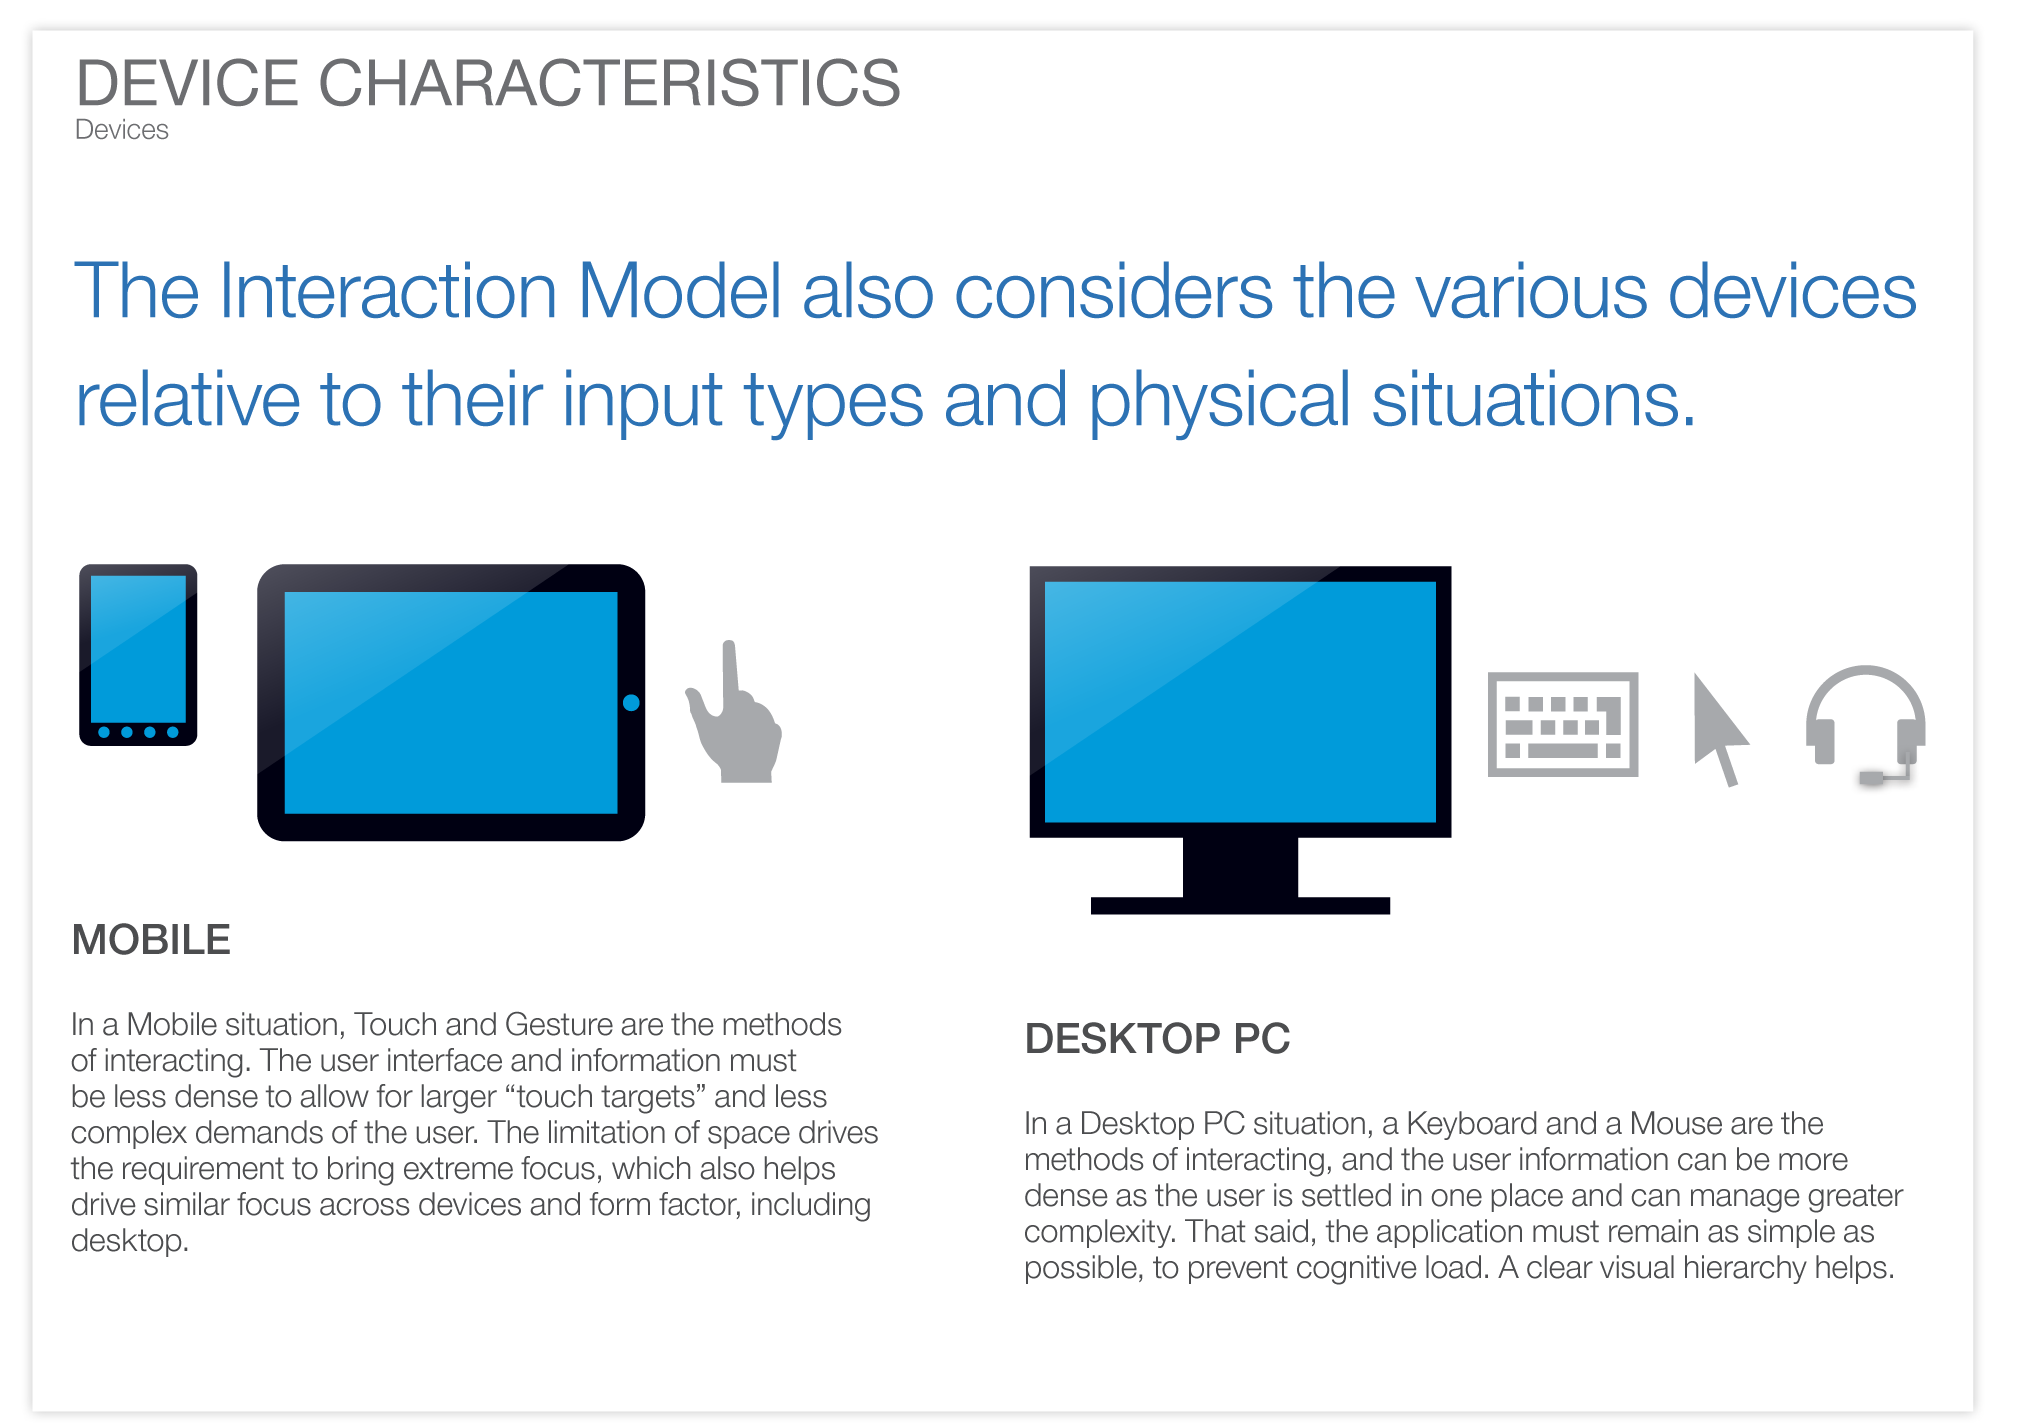 DEVICE CHARACTERISTICS
Devices
The Interaction Model also considers the various devices
relative to their input types and physical situations.
MOBILE
In a Mobile situation, Touch and Gesture are the methods
of interacting. The user interface and information must
be less dense to allow for larger “touch targets” and less
complex demands of the user. The limitation of space drives
the requirement to bring extreme focus, which also helps
drive similar focus across devices and form factor, including
desktop.
DESKTOP PC
In a Desktop PC situation, a Keyboard and a Mouse are the
methods of interacting, and the user information can be more
dense as the user is settled in one place and can manage greater
complexity. That said, the application must remain as simple as
possible, to prevent cognitive load. A clear visual hierarchy helps.